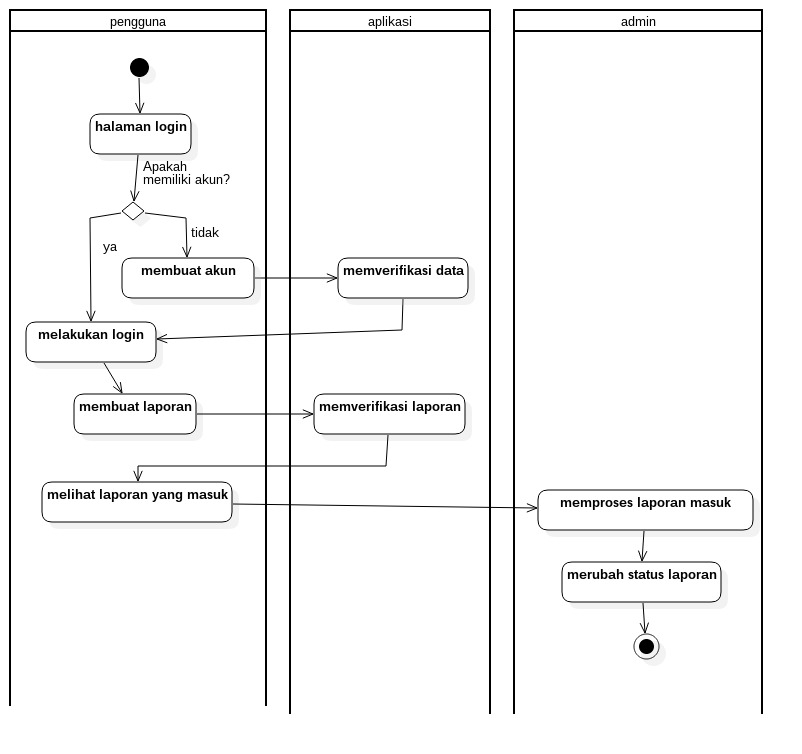 pengguna
aplikasi
admin
halaman login
Apakah
memiliki akun?
ya
tidak
membuat akun
memverifikasi data
melakukan login
membuat laporan
memverifikasi laporan
melihat laporan yang masuk
memproses laporan masuk
merubah status laporan